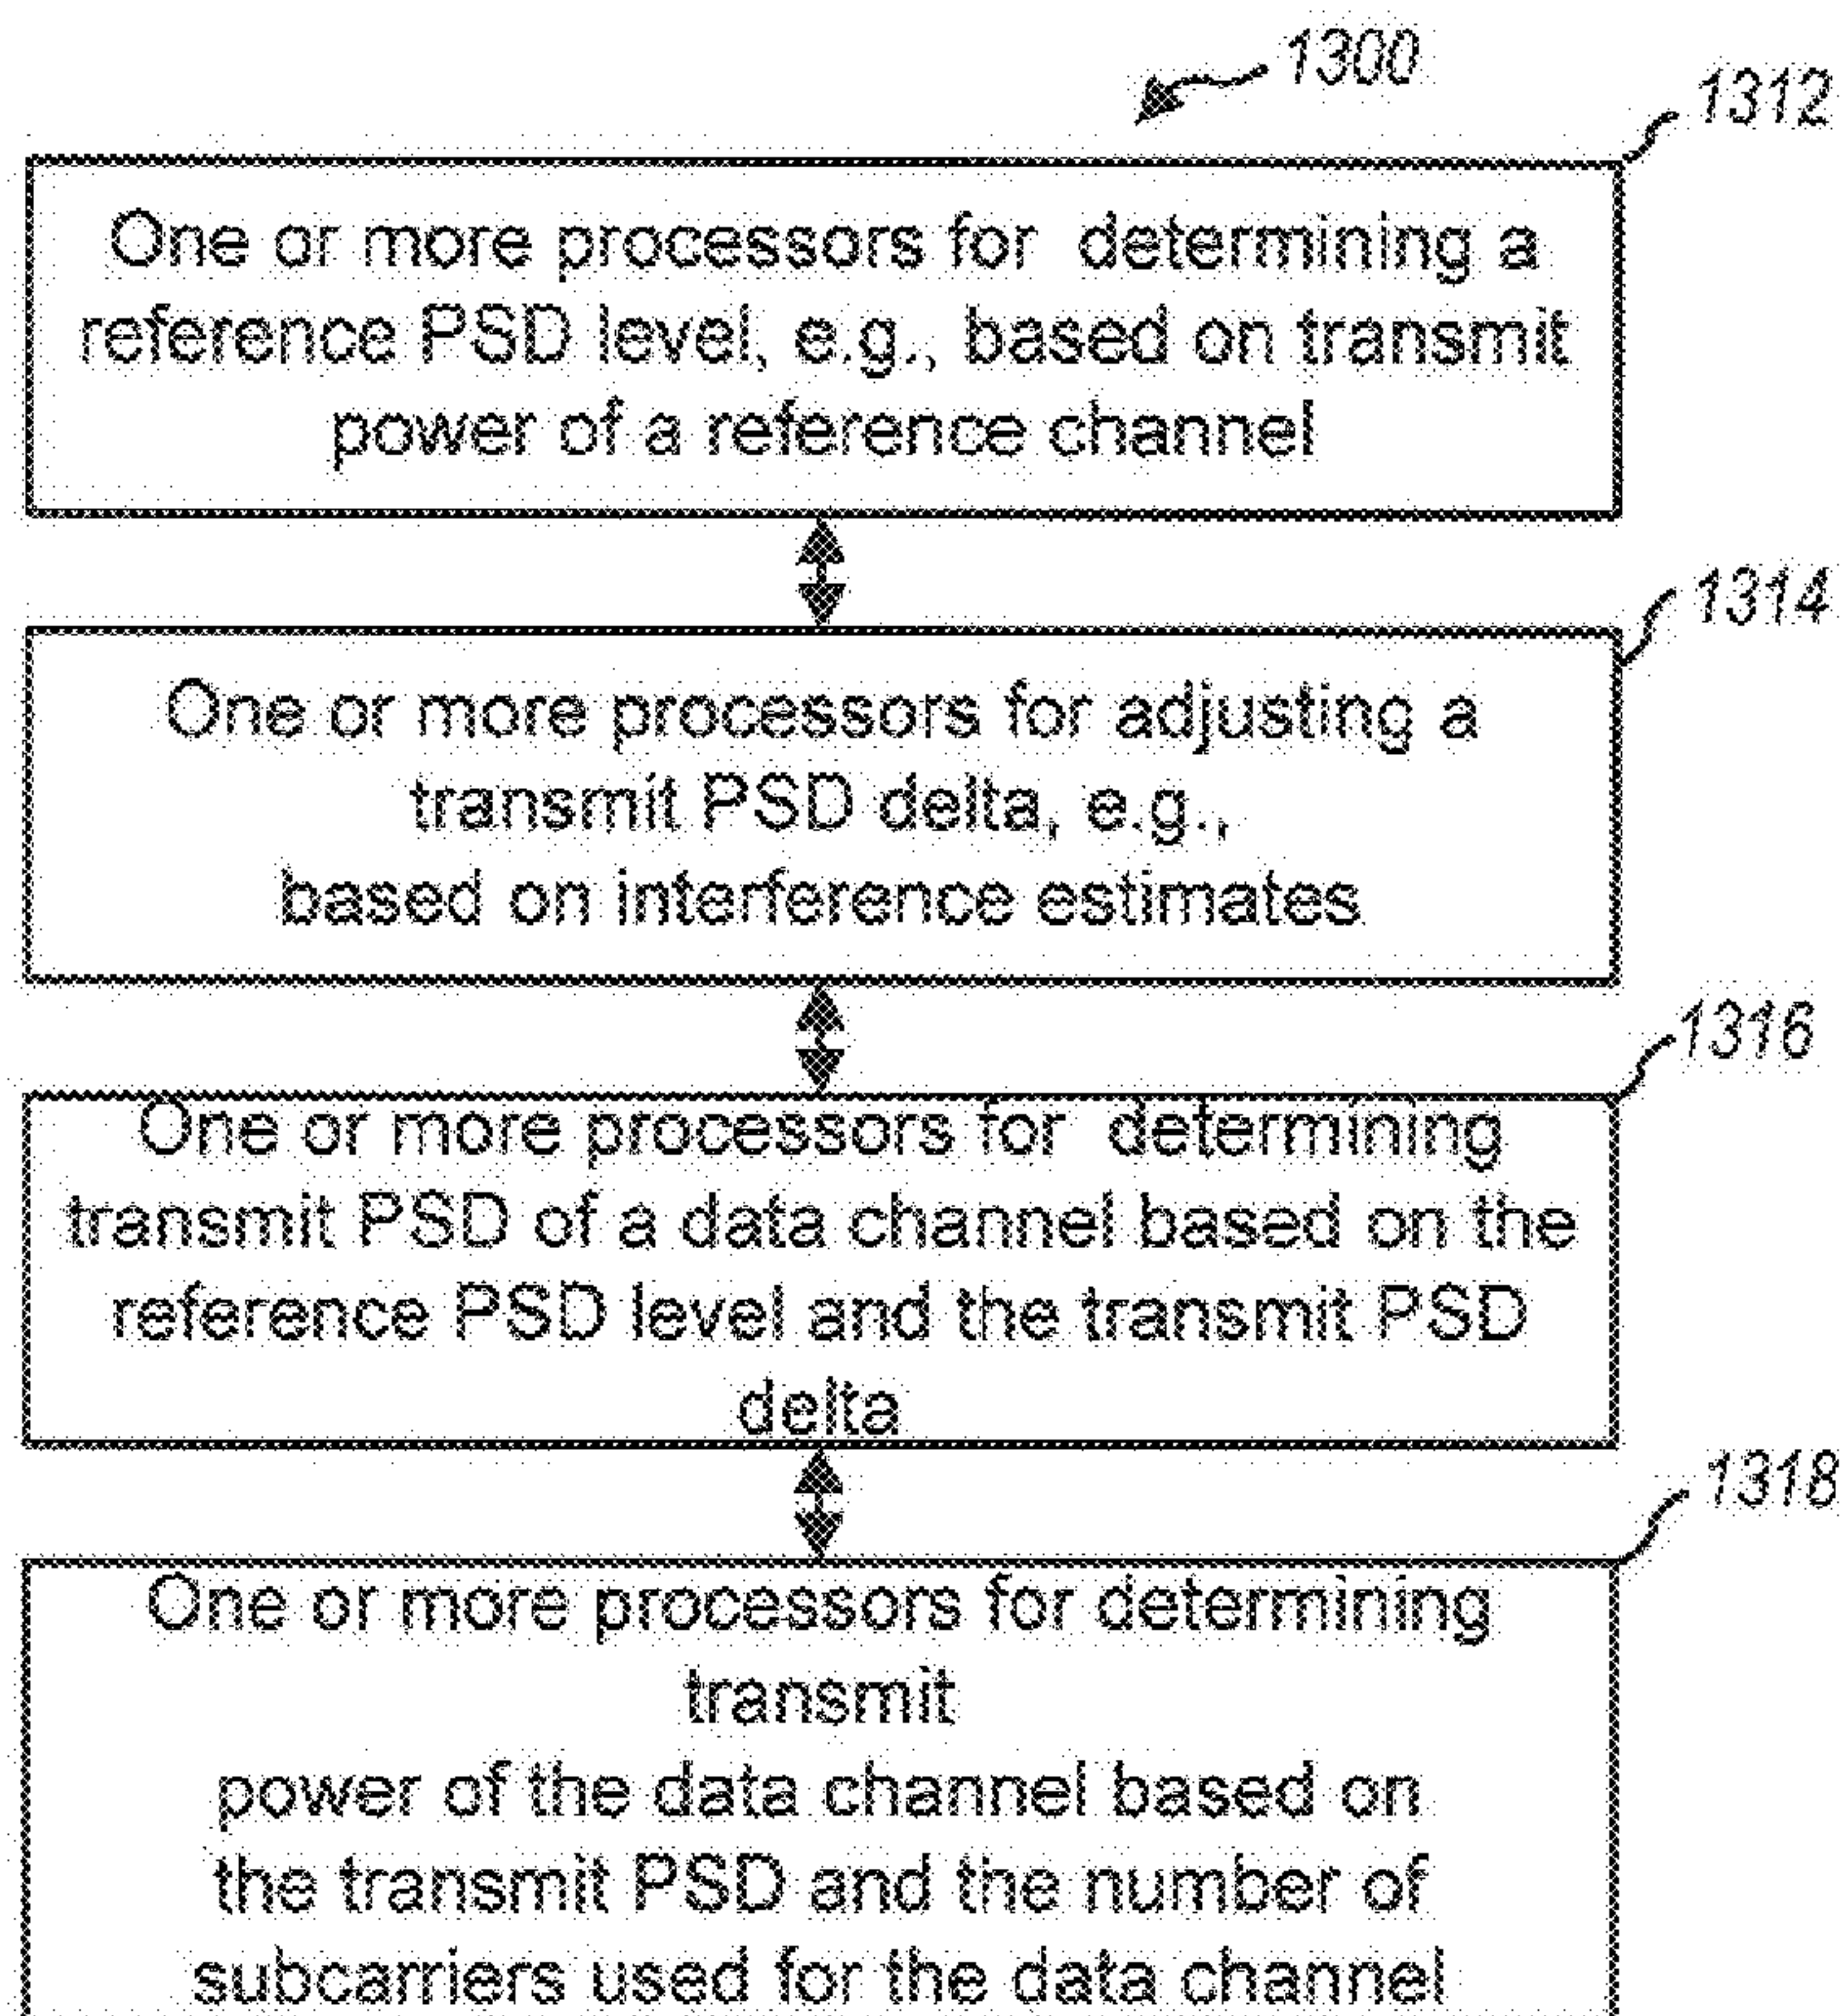 1300
1312
One or more processors for determining a
reference PSD level, e.g., based on transmit
power of a reference channel
1314
One or more processors for adjusting a
transmit PSD delta, e.g.,
based on interference estimates
1316
One or more processors for determining
transmit PSD of a data channel based on the
reference PSD level and the transmit PSD
delta
1318
One or more processors for determining
transmit
power of the data channel based on
the transmit PSD and the number of
subcarriers used for the data channel